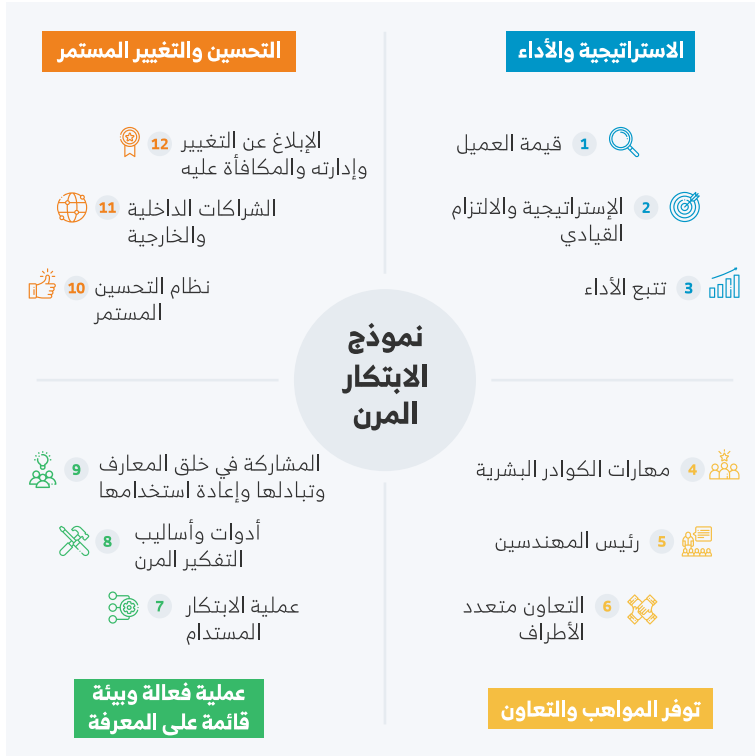 الاستراتيجية والأداء
1 قيمة العميل
2 الإستراتيجية والالتزام
القيادي
3 تتبع الأداء
التحسين والتغيير المستمر
12 الإبلاغ عن التغيير
وإدارته والمكافأة عليه
11 الشراكات الداخلية
والخارجية
10 نظام التحسين
المستمر
نموذج
الابتكار
المرن
4 مهارات الكوادر البشرية
5 رئيس المهندسين
6 التعاون متعدد
الأطراف
توفر المواهب والتعاون
9 المشاركة في خلق المعارف
وتبادلها وإعادة استخدامها
8 أدوات وأساليب
التفكير المرن
7 عملية الابتكار
المستدام
عملية فعالة وبيئة
قائمة على المعرفة